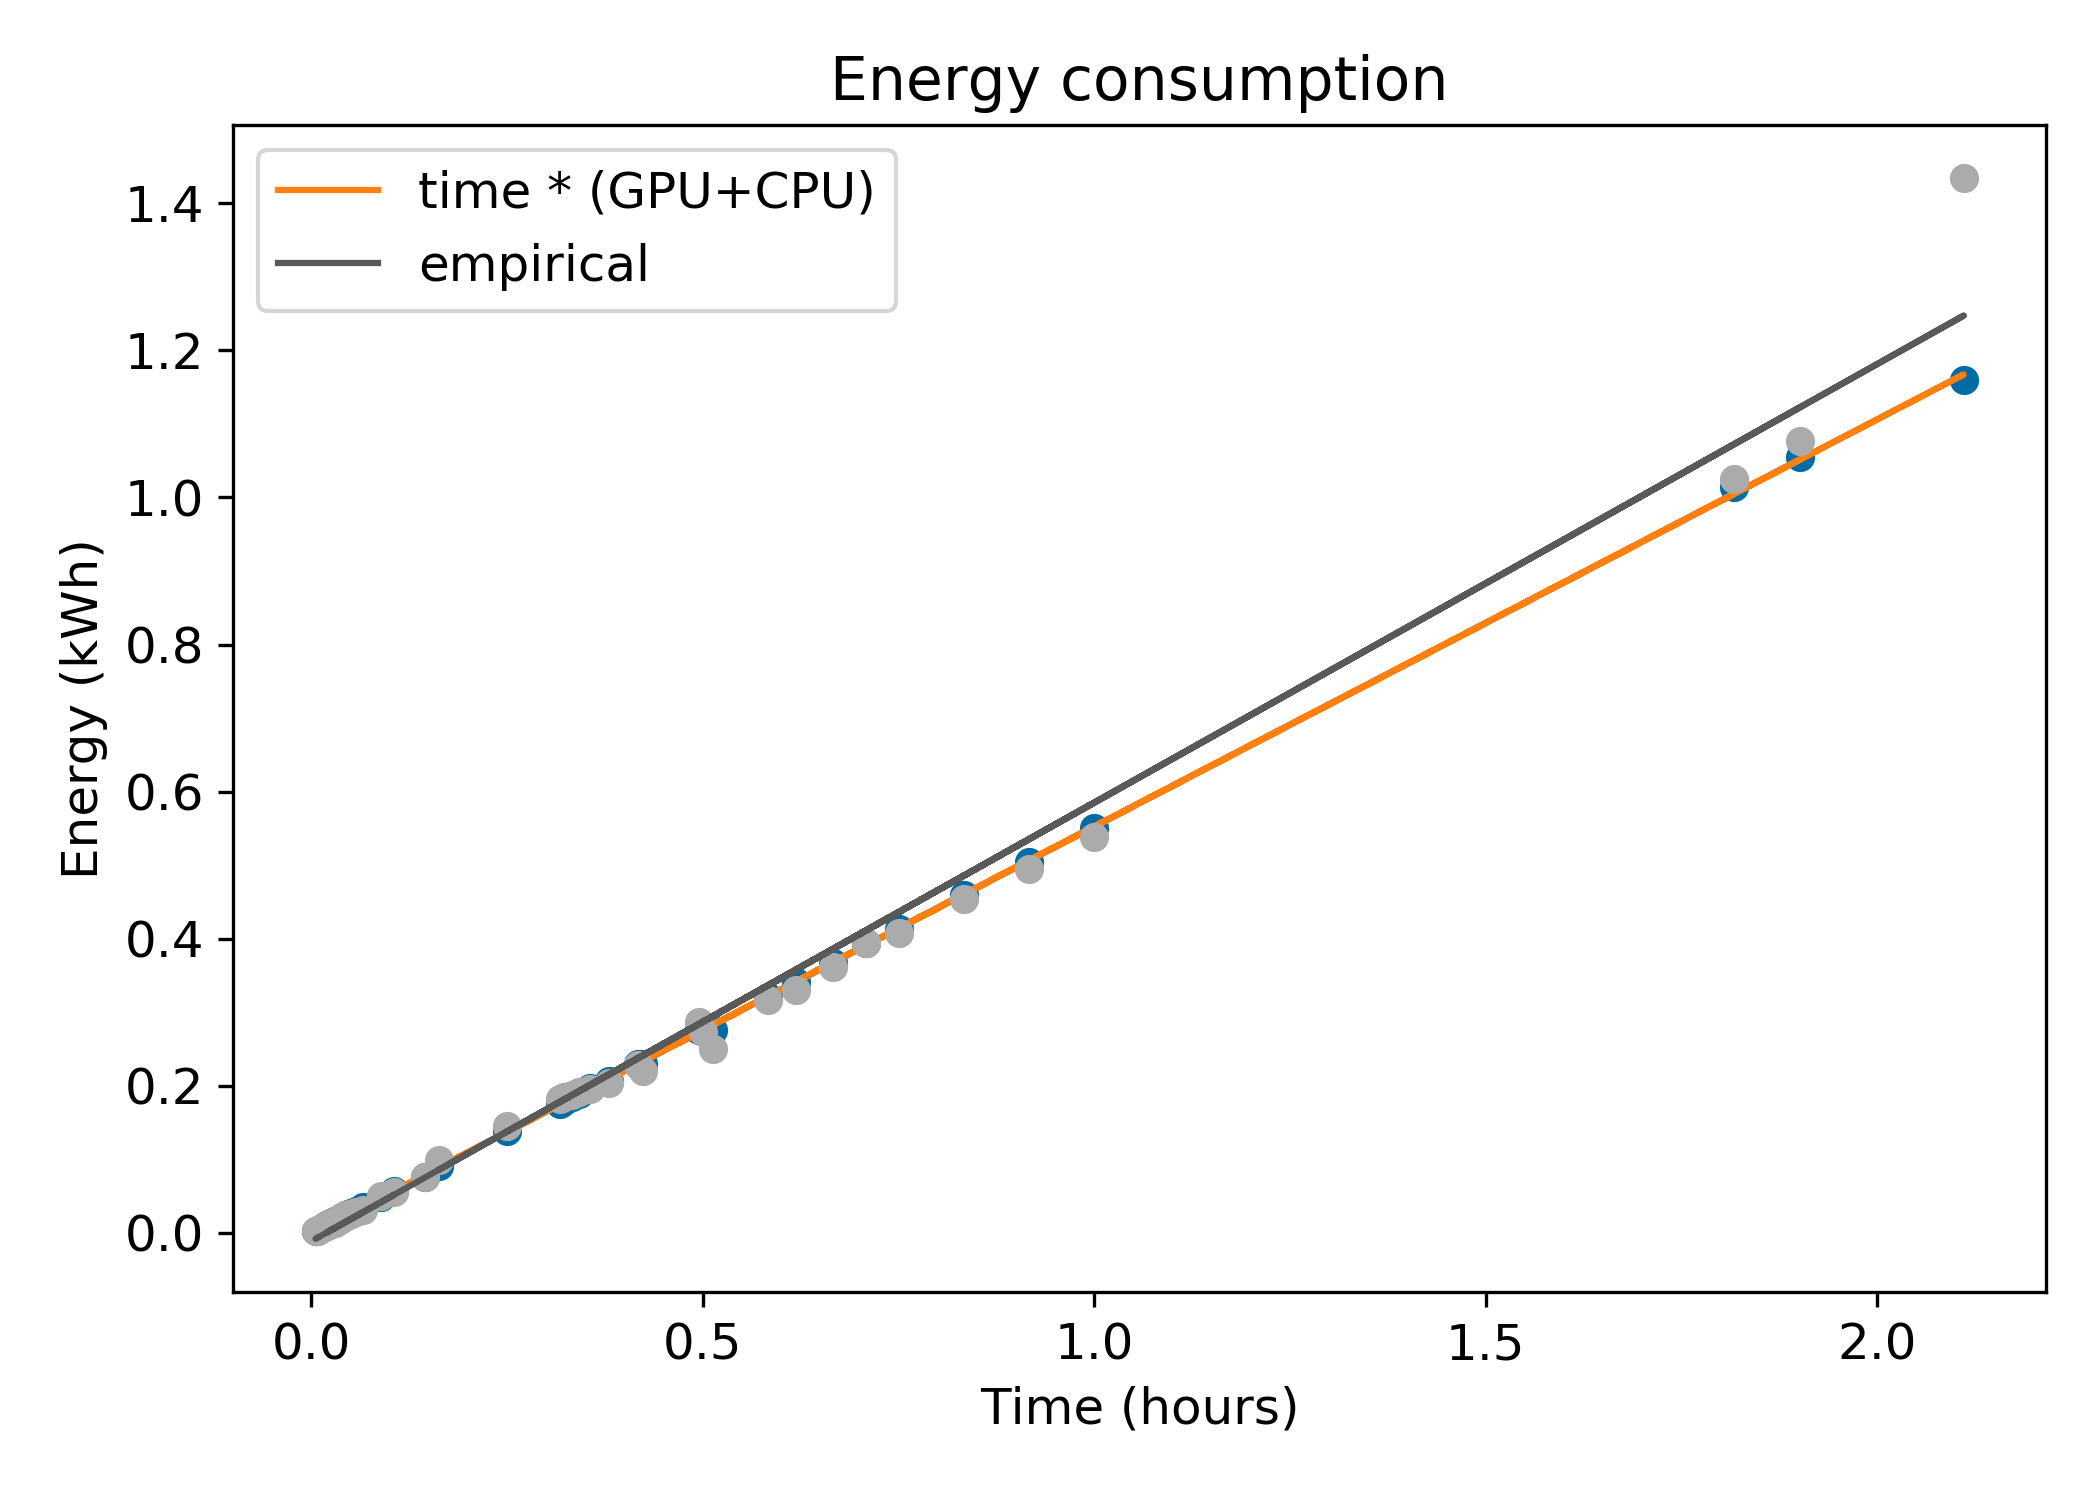 Energy consumption
time * (GPU+CPU)
empirical
Energy (kWh)
1.4
1.2
1.0
0.8
0.6
0.4
0.2
0.0
0.0 0.5 1.0 1.5 2.0
Time (hours)